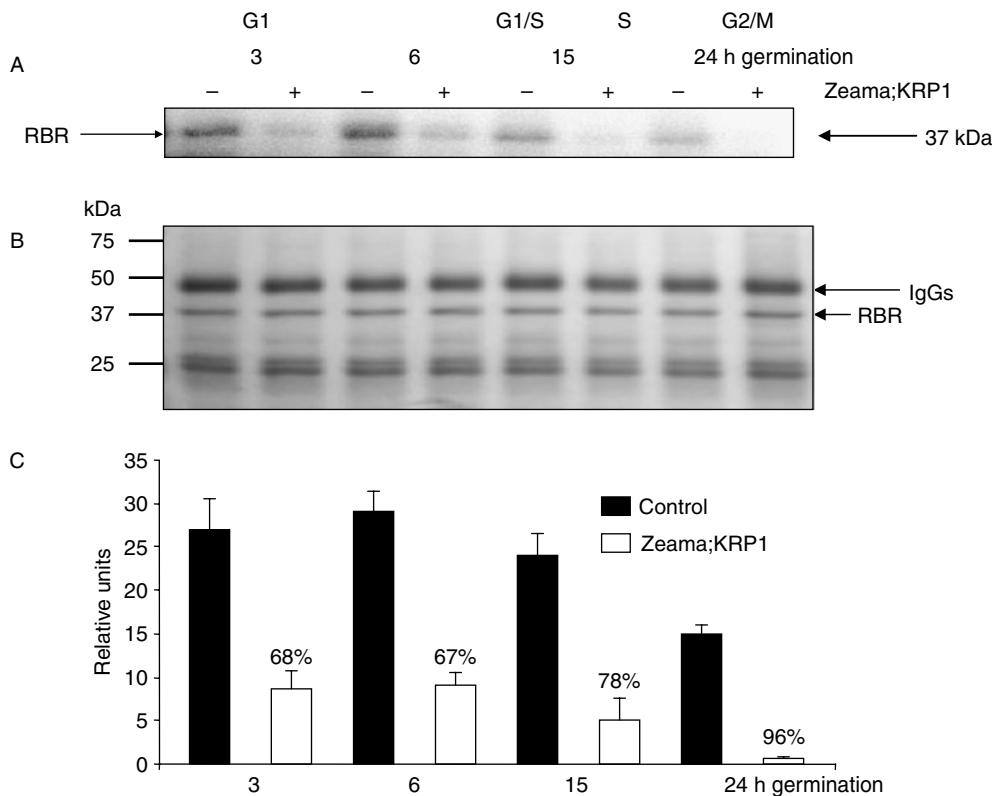 G1 G1/S S G2/M
A 3 6 15 24 h germination
– + – + – + – + Zeama;KRP1
RBR 37 kDa
kDa
B 75
50 IgGs
37 RBR
25
C 35
30
25
20
15
10
5
0
Relative units
Control
Zeama;KRP1
68% 67% 78% 96%
3 6 15 24 h germination